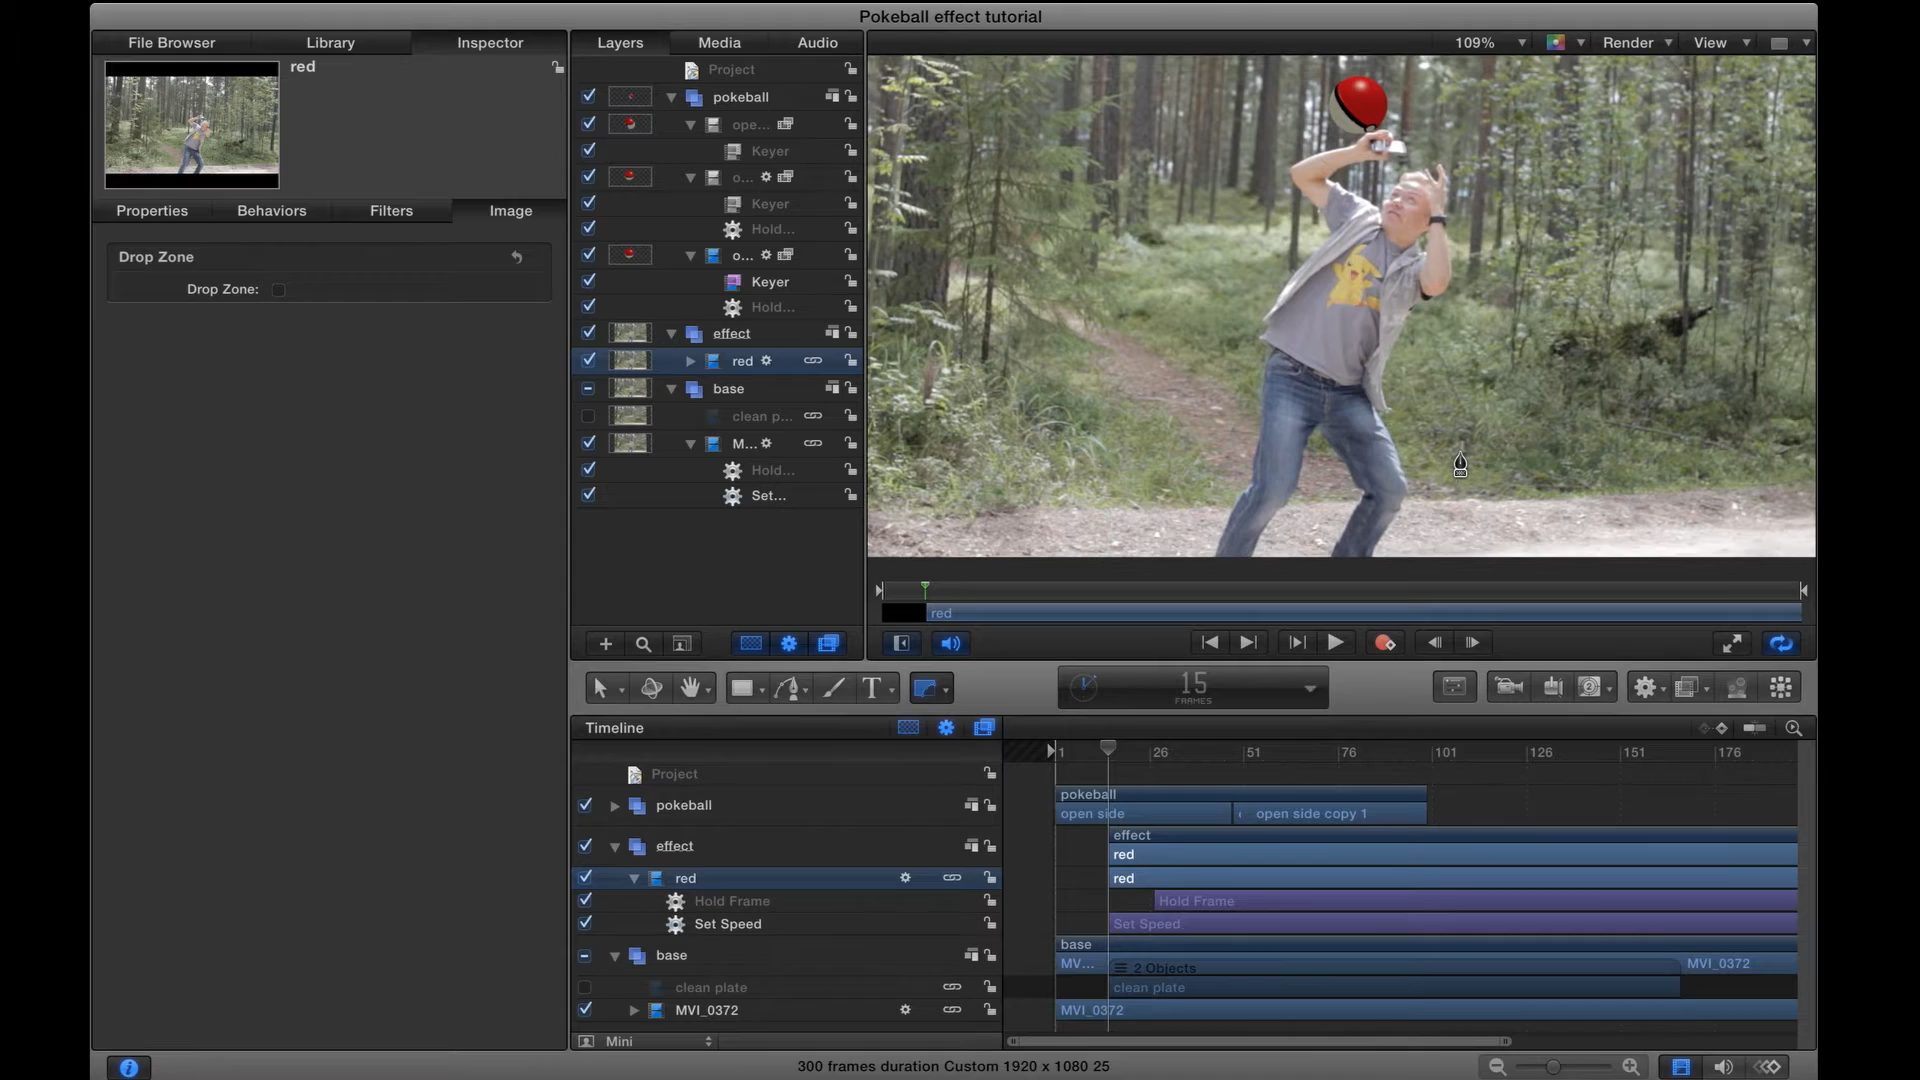 Pokeball effect tutorial
File Browser
Library
Inspector
Layers
Media
Audio
109%
Render
View
red
Project
pokeball
ope...
Keyer
o...
Keyer
Hold...
o...
Keyer
Hold...
effect
red
base
clean p...
M...
Hold...
Set...
Properties
Behaviors
Filters
Image
Drop Zone
Drop Zone:
red
T
15
FRAMES
2
Timeline
1
26
51
76
101
126
151
176
Project
pokeball
pokeball
open side
open side copy 1
effect
effect
red
red
red
Hold Frame
Hold Frame
Set Speed
Set Speed
base
base
MV...
2 Objects
MVI_0372
clean plate
clean plate
MVI_0372
MVI_0372
Mini
300 frames duration Custom 1920 x 1080 25